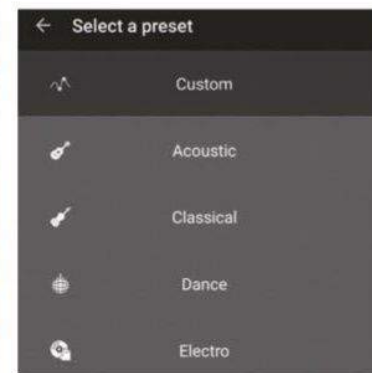 Select a preset
Custom
Acoustic
Classical
Dance
Electro